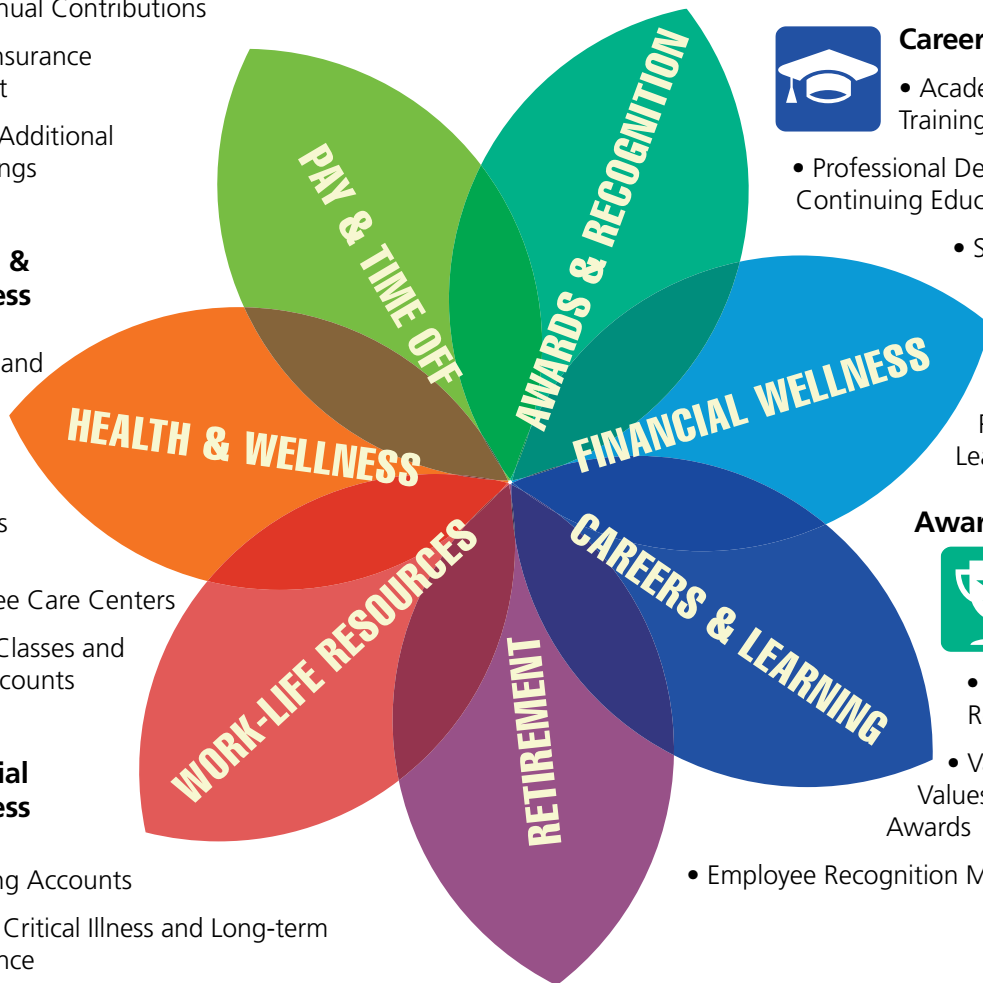 nual Contributions
nsurance
t
Additional
ngs
&
ess
and
s
ee Care Centers
Classes and
counts
ial
ess
ng Accounts
Critical Illness and Long-term
nce
PAY & TIME OFF
AWARDS & RECOGNITION
FINANCIAL WELLNESS
HEALTH & WELLNESS
CAREERS & LEARNING
WORK-LIFE RESOURCES
RETIREMENT
Career
• Acade
Training
• Professional De
Continuing Educ
• S
Lea
Awar
•
R
• V
Values
Awards
• Employee Recognition M